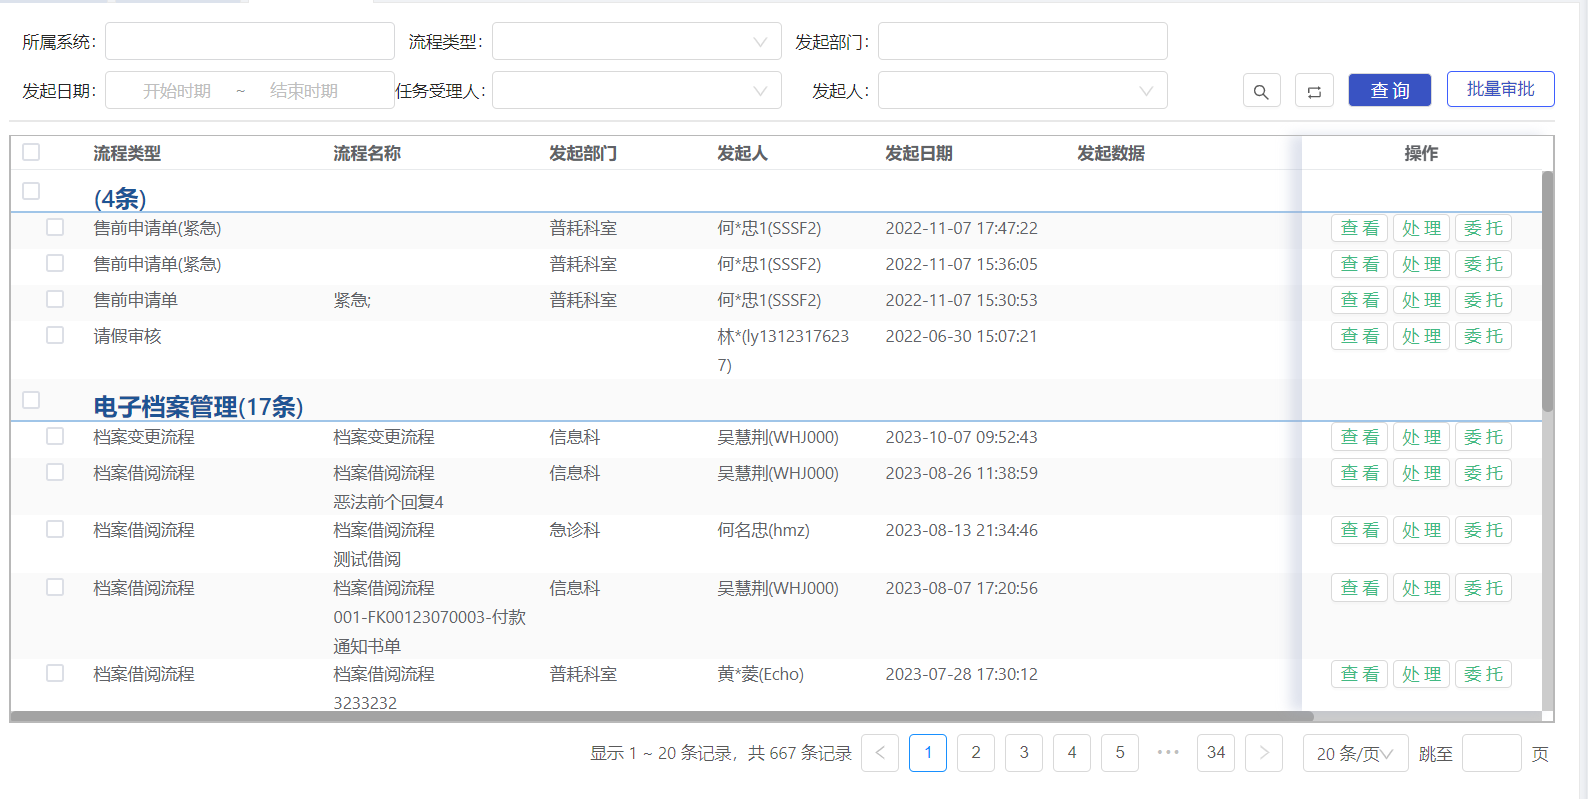 所属系统: 流程类型: 发起部门:
发起日期: 开始时期 ~ 结束时期 任务受理人: 发起人: 查 询 批量审批
流程类型 流程名称 发起部门 发起人 发起日期 发起数据 操作
(4条)
售前申请单(紧急) 普耗科室 何*忠1(SSSF2) 2022-11-07 17:47:22 查 看 处 理 委 托
售前申请单(紧急) 普耗科室 何*忠1(SSSF2) 2022-11-07 15:36:05 查 看 处 理 委 托
售前申请单 紧急; 普耗科室 何*忠1(SSSF2) 2022-11-07 15:30:53 查 看 处 理 委 托
请假审核 林*(ly1312317623 2022-06-30 15:07:21 查 看 处 理 委 托
7)
电子档案管理(17条)
档案变更流程 档案变更流程 信息科 吴慧荆(WHJ000) 2023-10-07 09:52:43 查 看 处 理 委 托
档案借阅流程 档案借阅流程 信息科 吴慧荆(WHJ000) 2023-08-26 11:38:59 查 看 处 理 委 托
恶法前个回复4
档案借阅流程 档案借阅流程 急诊科 何名忠(hmz) 2023-08-13 21:34:46 查 看 处 理 委 托
测试借阅
档案借阅流程 档案借阅流程 信息科 吴慧荆(WHJ000) 2023-08-07 17:20:56 查 看 处 理 委 托
001-FK00123070003-付款
通知书单
档案借阅流程 档案借阅流程 普耗科室 黄*菱(Echo) 2023-07-28 17:30:12 查 看 处 理 委 托
3233232
显示 1 ~ 20 条记录，共 667 条记录 < 1 2 3 4 5 ••• 34 > 20 条/页 跳至 页